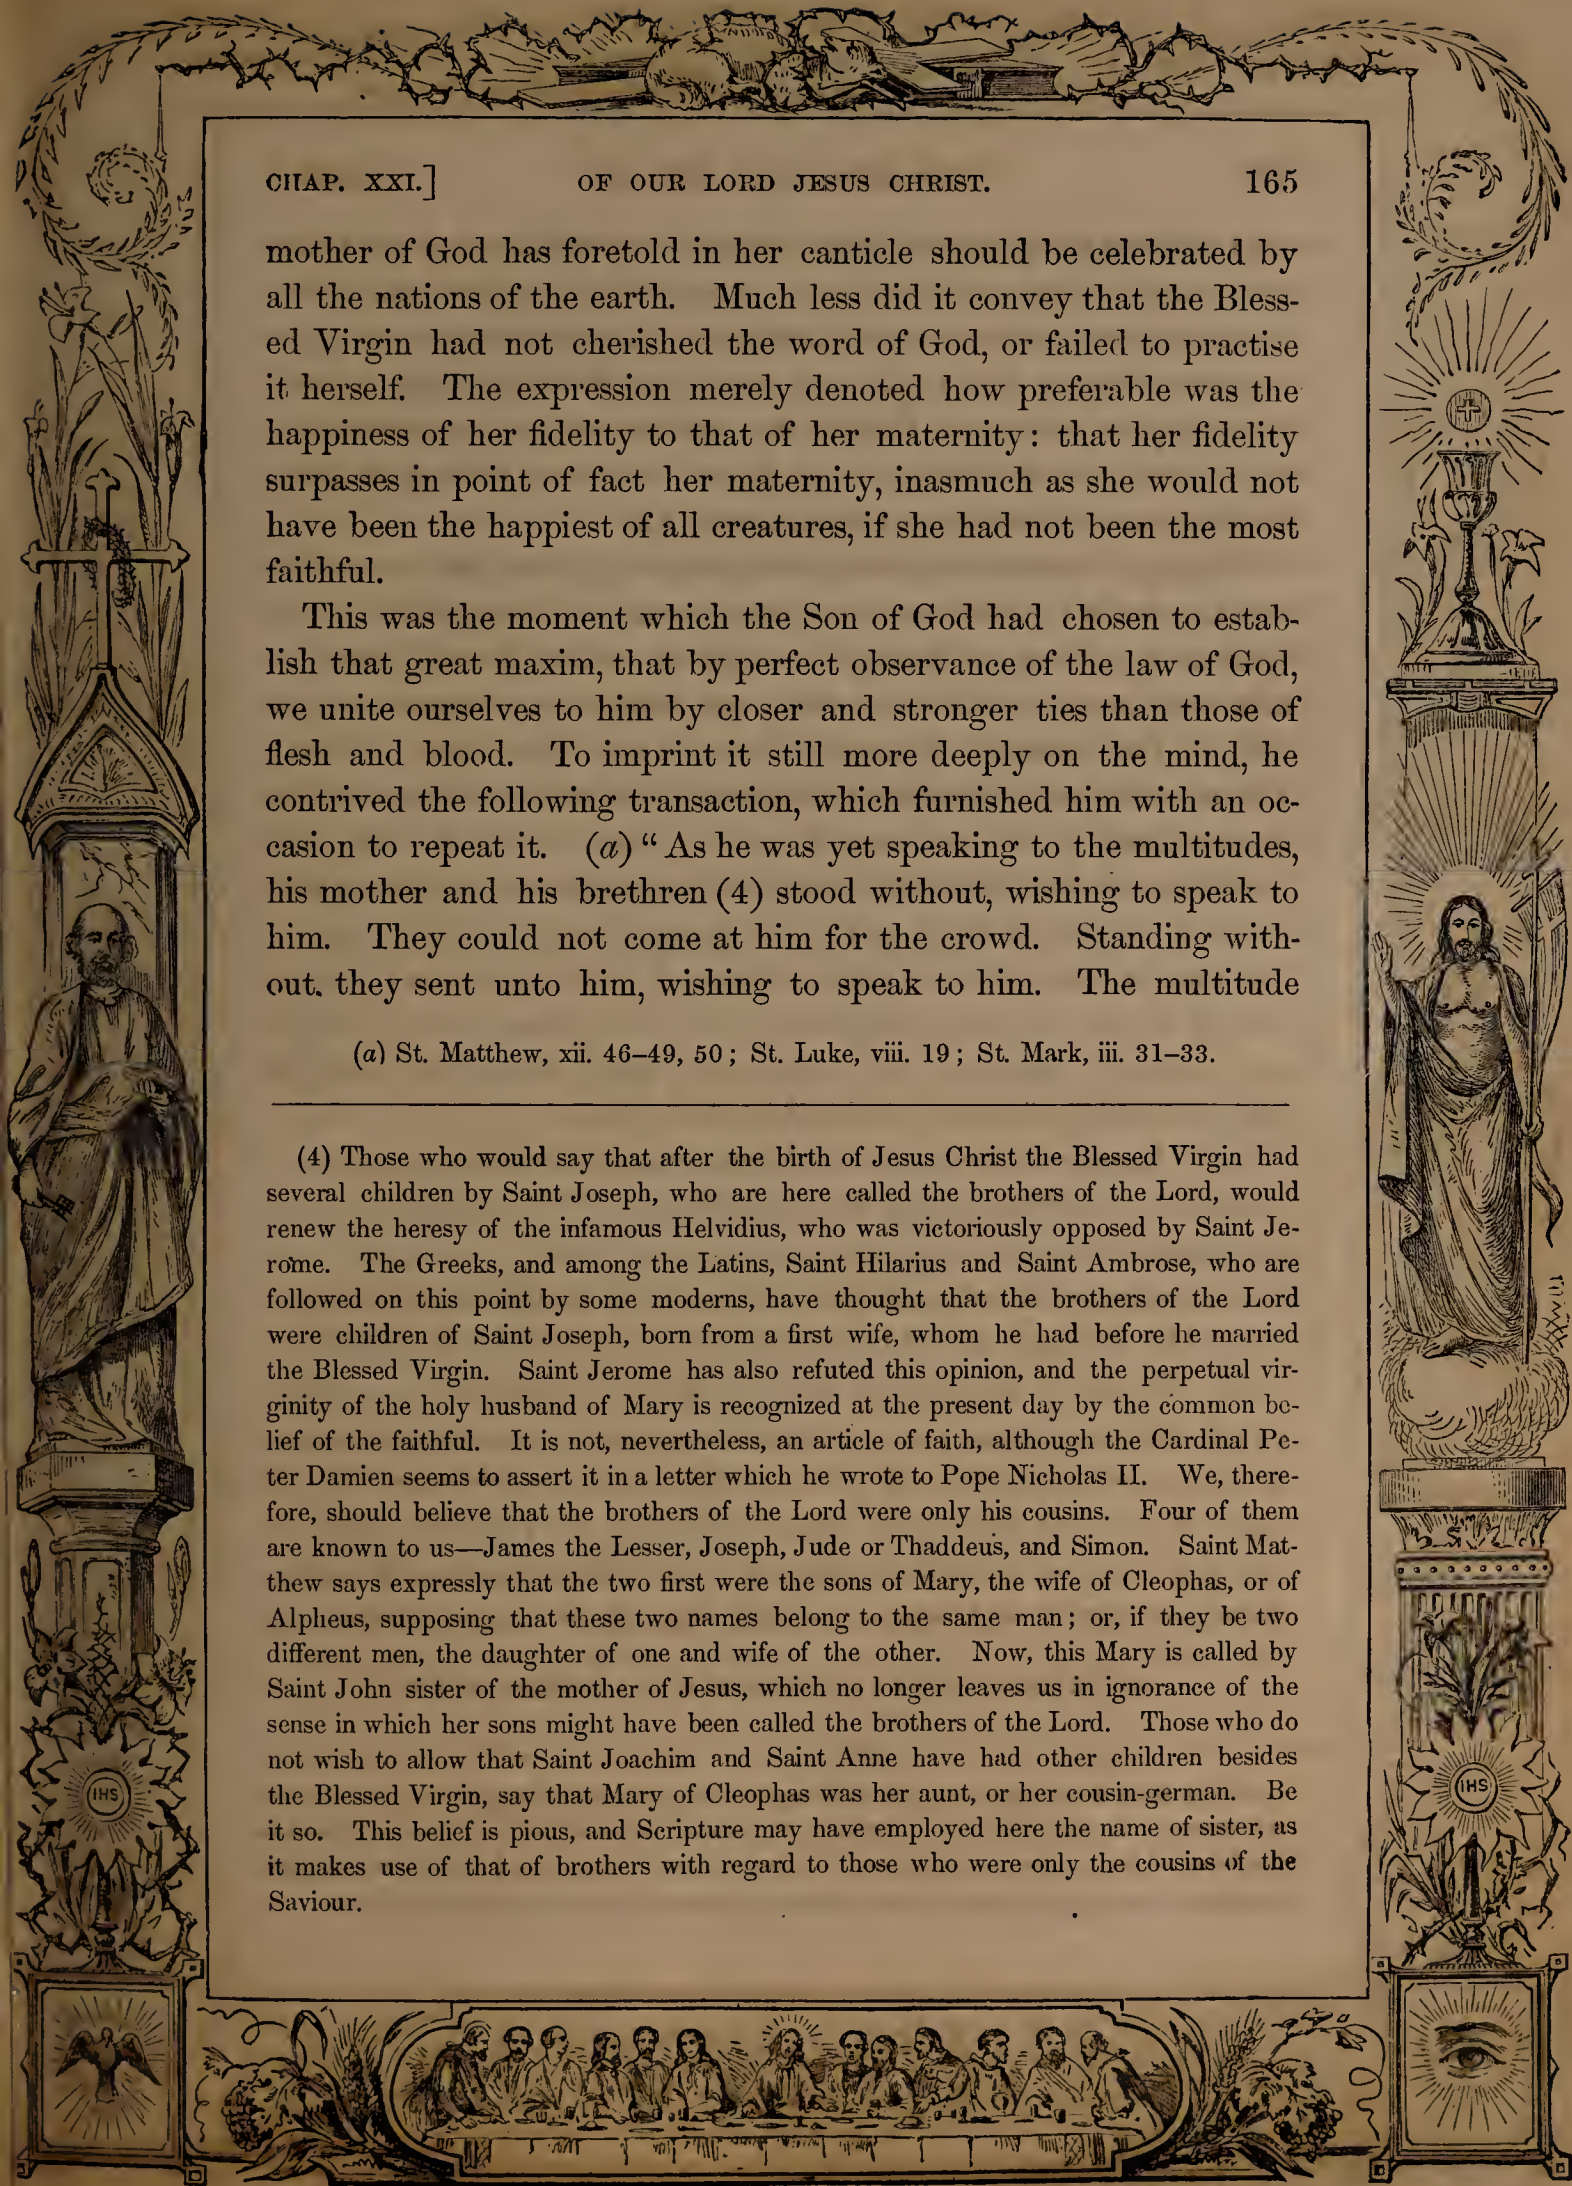 CHAP. XXI.] OF OUR LORD JESUS CHRIST. 165
mother of God has foretold in her canticle should be celebrated by
all the nations of the earth. Much less did it convey that the Bless-
ed Virgin had not cherished the word of God, or failed to practise
it herself. The expression merely denoted how preferable was the
happiness of her fidelity to that of her maternity: that her fidelity
surpasses in point of fact her maternity, inasmuch as she would not
have been the happiest of all creatures, if she had not been the most
faithful.
This was the moment which the Son of God had chosen to estab-
lish that great maxim, that by perfect observance of the law of God,
we unite ourselves to him by closer and stronger ties than those of
flesh and blood. To imprint it still more deeply on the mind, he
contrived the following transaction, which furnished him with an oc-
casion to repeat it. (a) “As he was yet speaking to the multitudes,
his mother and his brethren (4) stood without, wishing to speak to
him. They could not come at him for the crowd. Standing with-
out. they sent unto him, wishing to speak to him. The multitude
(a) St. Matthew, xii. 46–49, 50; St. Luke, viii. 19; St. Mark, iii. 31–33.
(4) Those who would say that after the birth of Jesus Christ the Blessed Virgin had
several children by Saint Joseph, who are here called the brothers of the Lord, would
renew the heresy of the infamous Helvidius, who was victoriously opposed by Saint Je-
rome. The Greeks, and among the Latins, Saint Hilarius and Saint Ambrose, who are
followed on this point by some moderns, have thought that the brothers of the Lord
were children of Saint Joseph, born from a first wife, whom he had before he married
the Blessed Virgin. Saint Jerome has also refuted this opinion, and the perpetual vir-
ginity of the holy husband of Mary is recognized at the present day by the common be-
lief of the faithful. It is not, nevertheless, an article of faith, although the Cardinal Pe-
ter Damien seems to assert it in a letter which he wrote to Pope Nicholas II. We, there-
fore, should believe that the brothers of the Lord were only his cousins. Four of them
are known to us—James the Lesser, Joseph, Jude or Thaddeus, and Simon. Saint Mat-
thew says expressly that the two first were the sons of Mary, the wife of Cleophas, or of
Alpheus, supposing that these two names belong to the same man; or, if they be two
different men, the daughter of one and wife of the other. Now, this Mary is called by
Saint John sister of the mother of Jesus, which no longer leaves us in ignorance of the
sense in which her sons might have been called the brothers of the Lord. Those who do
not wish to allow that Saint Joachim and Saint Anne have had other children besides
the Blessed Virgin, say that Mary of Cleophas was her aunt, or her cousin-german. Be
it so. This belief is pious, and Scripture may have employed here the name of sister, as
it makes use of that of brothers with regard to those who were only the cousins of the
Saviour.
IHS
IHS